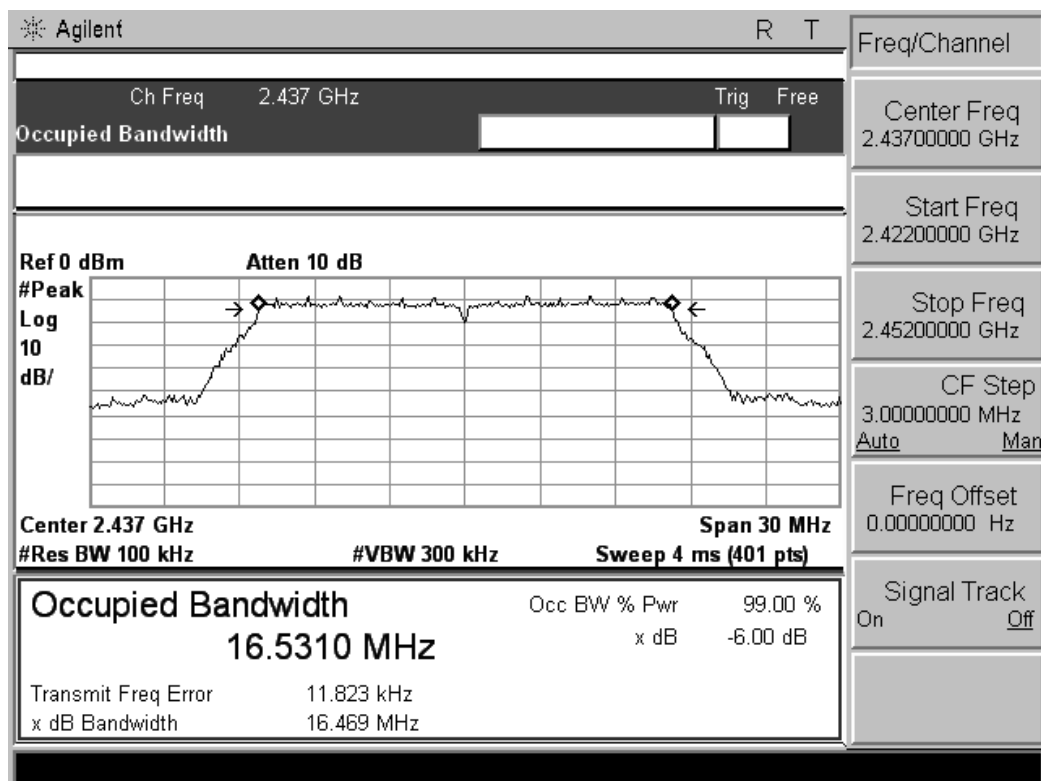 Agilent R T
Ch Freq 2.437 GHz Trig Free
Occupied Bandwidth
Ref 0 dBm Atten 10 dB
#Peak
Log
10
dB/
Center 2.437 GHz Span 30 MHz
#Res BW 100 kHz #VBW 300 kHz Sweep 4 ms (401 pts)
Occupied Bandwidth Occ BW % Pwr 99.00 %
16.5310 MHz x dB -6.00 dB
Transmit Freq Error 11.823 kHz
x dB Bandwidth 16.469 MHz
Freq/Channel
Center Freq
2.43700000 GHz
Start Freq
2.42200000 GHz
Stop Freq
2.45200000 GHz
CF Step
3.00000000 MHz
Auto Man
Freq Offset
0.00000000 Hz
Signal Track
On Off